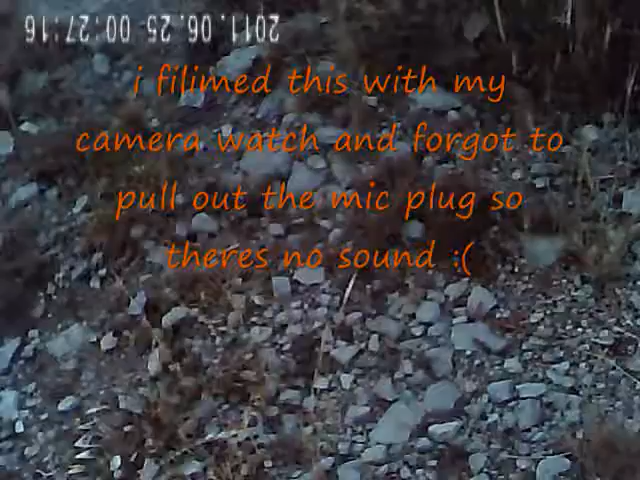 2011.06.25 00:27:16
i filimed this with my
camera watch and forgot to
pull out the mic plug so
theres no sound :(